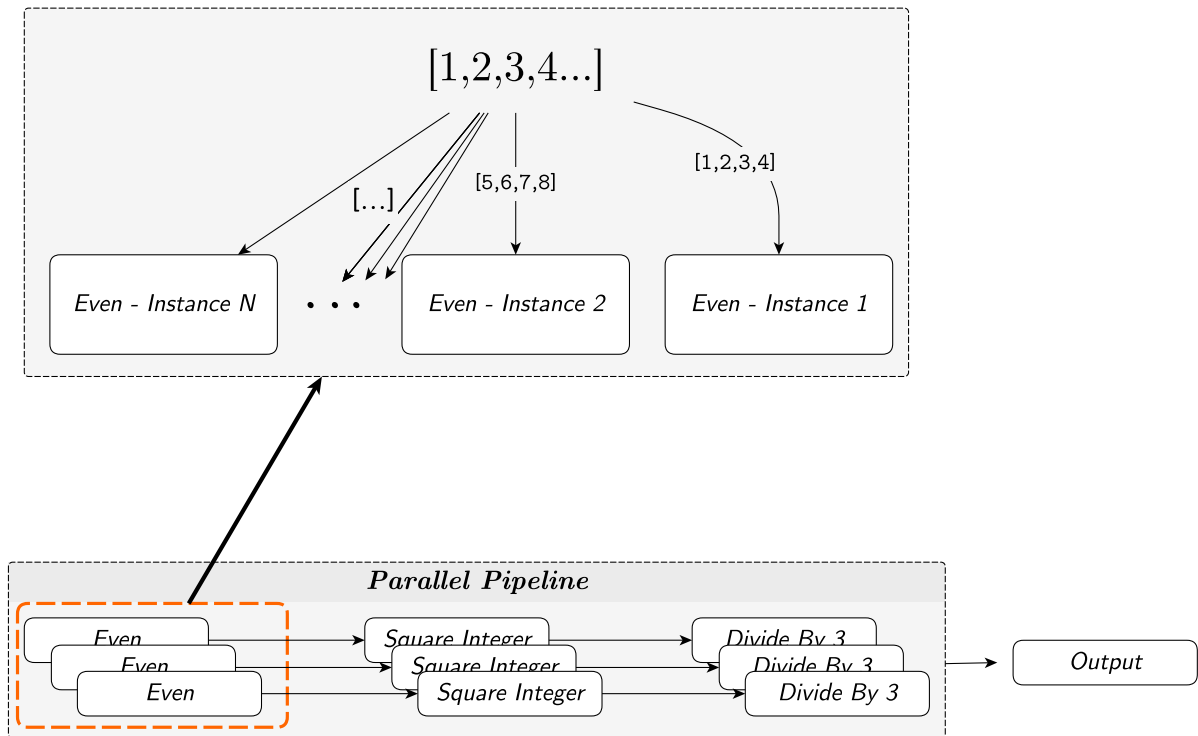 [1,2,3,4...]
[1,2,3,4]
[5,6,7,8]
[...]
Even - Instance N
. . .
Even - Instance 2
Even - Instance 1
Parallel Pipeline
Even
Square Integer
Divide By 3
Even
Square Integer
Divide By 3
Output
Even
Square Integer
Divide By 3